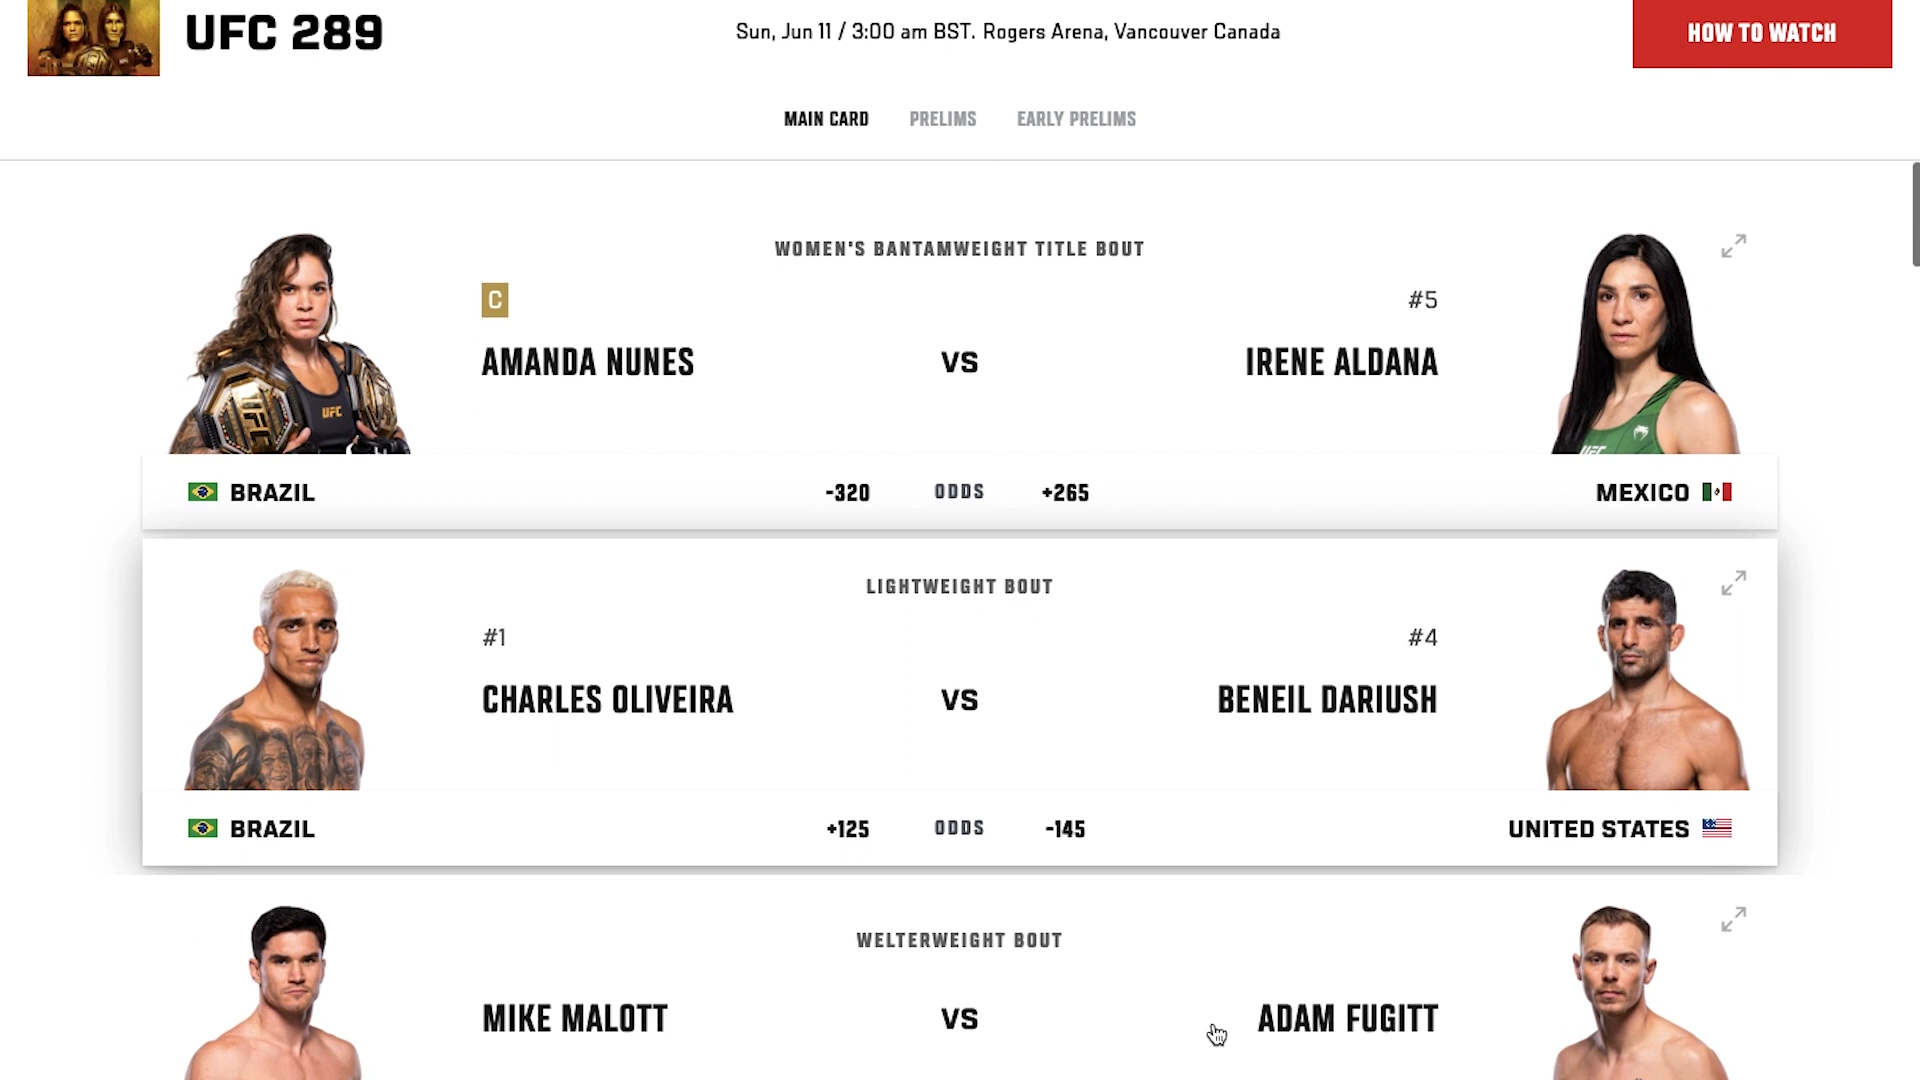 UFC 289
Sun, Jun 11 / 3:00 am BST. Rogers Arena, Vancouver Canada
HOW TO WATCH
MAIN CARD PRELIMS EARLY PRELIMS
WOMEN'S BANTAMWEIGHT TITLE BOUT
C #5
AMANDA NUNES VS IRENE ALDANA
UFC
UFC
UFC
BRAZIL -320 ODDS +265 MEXICO
LIGHTWEIGHT BOUT
#1 #4
CHARLES OLIVEIRA VS BENEIL DARIUSH
BRAZIL +125 ODDS -145 UNITED STATES
WELTERWEIGHT BOUT
MIKE MALOTT VS ADAM FUGITT